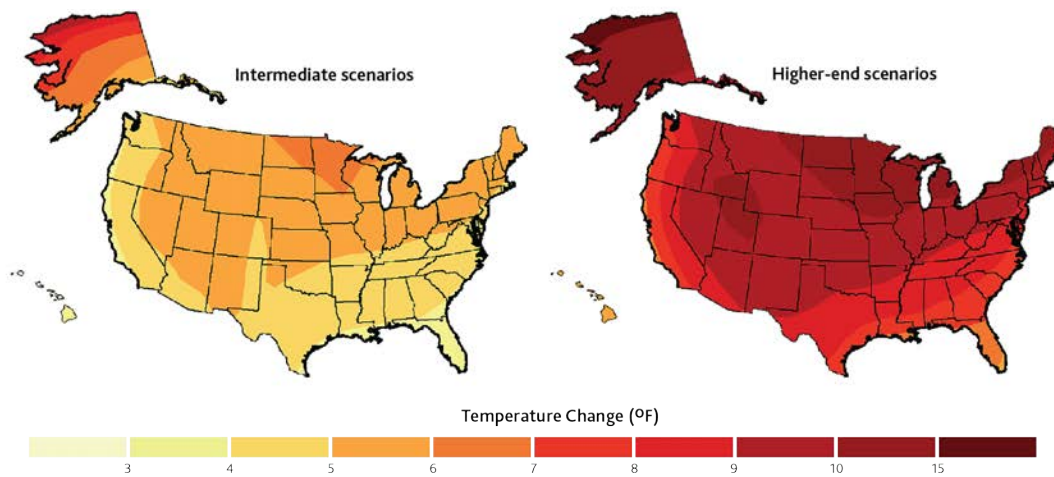 Intermediate scenarios
Higher-end scenarios
Temperature Change (ºF)
3 4 5 6 7 8 9 10 15